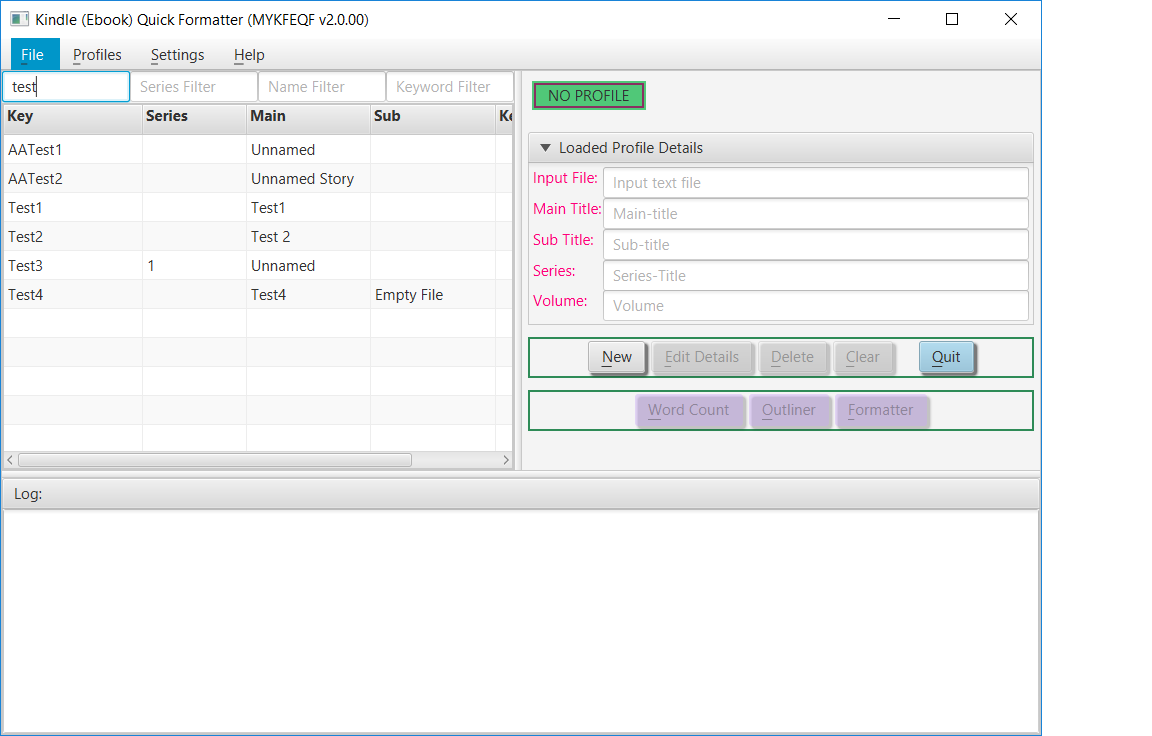 Kindle (Ebook) Quick Formatter (MYKFEQF v2.0.00)
File Profiles Settings Help
test Series Filter Name Filter Keyword Filter
Key Series Main Sub Ke
AATest1 Unnamed
AATest2 Unnamed Story
Test1 Test1
Test2 Test 2
Test3 1 Unnamed
Test4 Test4 Empty File
NO PROFILE
Loaded Profile Details
Input File: Input text file
Main Title: Main-title
Sub Title: Sub-title
Series: Series-Title
Volume: Volume
New Edit Details Delete Clear Quit
Word Count Outliner Formatter
Log: